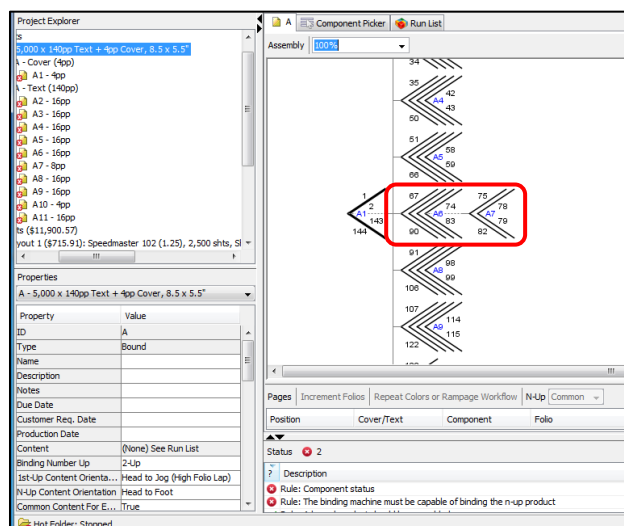 Project Explorer
ts
5,000 x 140pp Text + 4pp Cover, 8.5 x 5.5"
A - Cover (4pp)
A1 - 4pp
A - Text (140pp)
A2 - 16pp
A3 - 16pp
A4 - 16pp
A5 - 16pp
A6 - 16pp
A7 - 8pp
A8 - 16pp
A9 - 16pp
A10 - 4pp
A11 - 16pp
ts ($11,900.57)
yout 1 ($715.91): Speedmaster 102 (1.25), 2,500 shts, Sl
Properties
A - 5,000 x 140pp Text + 4pp Cover, 8.5 x 5.5"
Property Value
ID A
Type Bound
Name
Description
Notes
Due Date
Customer Req. Date
Production Date
Content (None) See Run List
Binding Number Up 2-Up
1st-Up Content Orienta... Head to Jog (High Folio Lap)
N-Up Content Orientation Head to Foot
Common Content For E... True
Hot Folder: Stopped
A Component Picker Run List
Assembly 100%
34
35
42
A4
43
50
51
58
A5
59
66
1
2
A1
143
144
67
74
A6
83
90
75
78
A7
79
82
91
98
A8
99
106
107
114
A9
115
122
Pages Increment Folios Repeat Colors or Rampage Workflow N-Up Common
Position Cover/Text Component Folio
Status 2
? Description
Rule: Component status
Rule: The binding machine must be capable of binding the n-up product